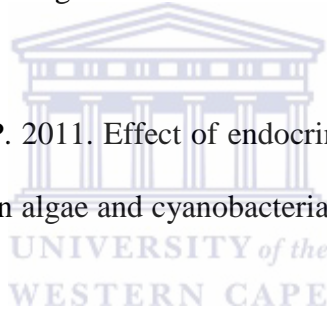 P. 2011. Effect of endocrin
n algae and cyanobacteria
UNIVERSITY of the
WESTERN CAPE